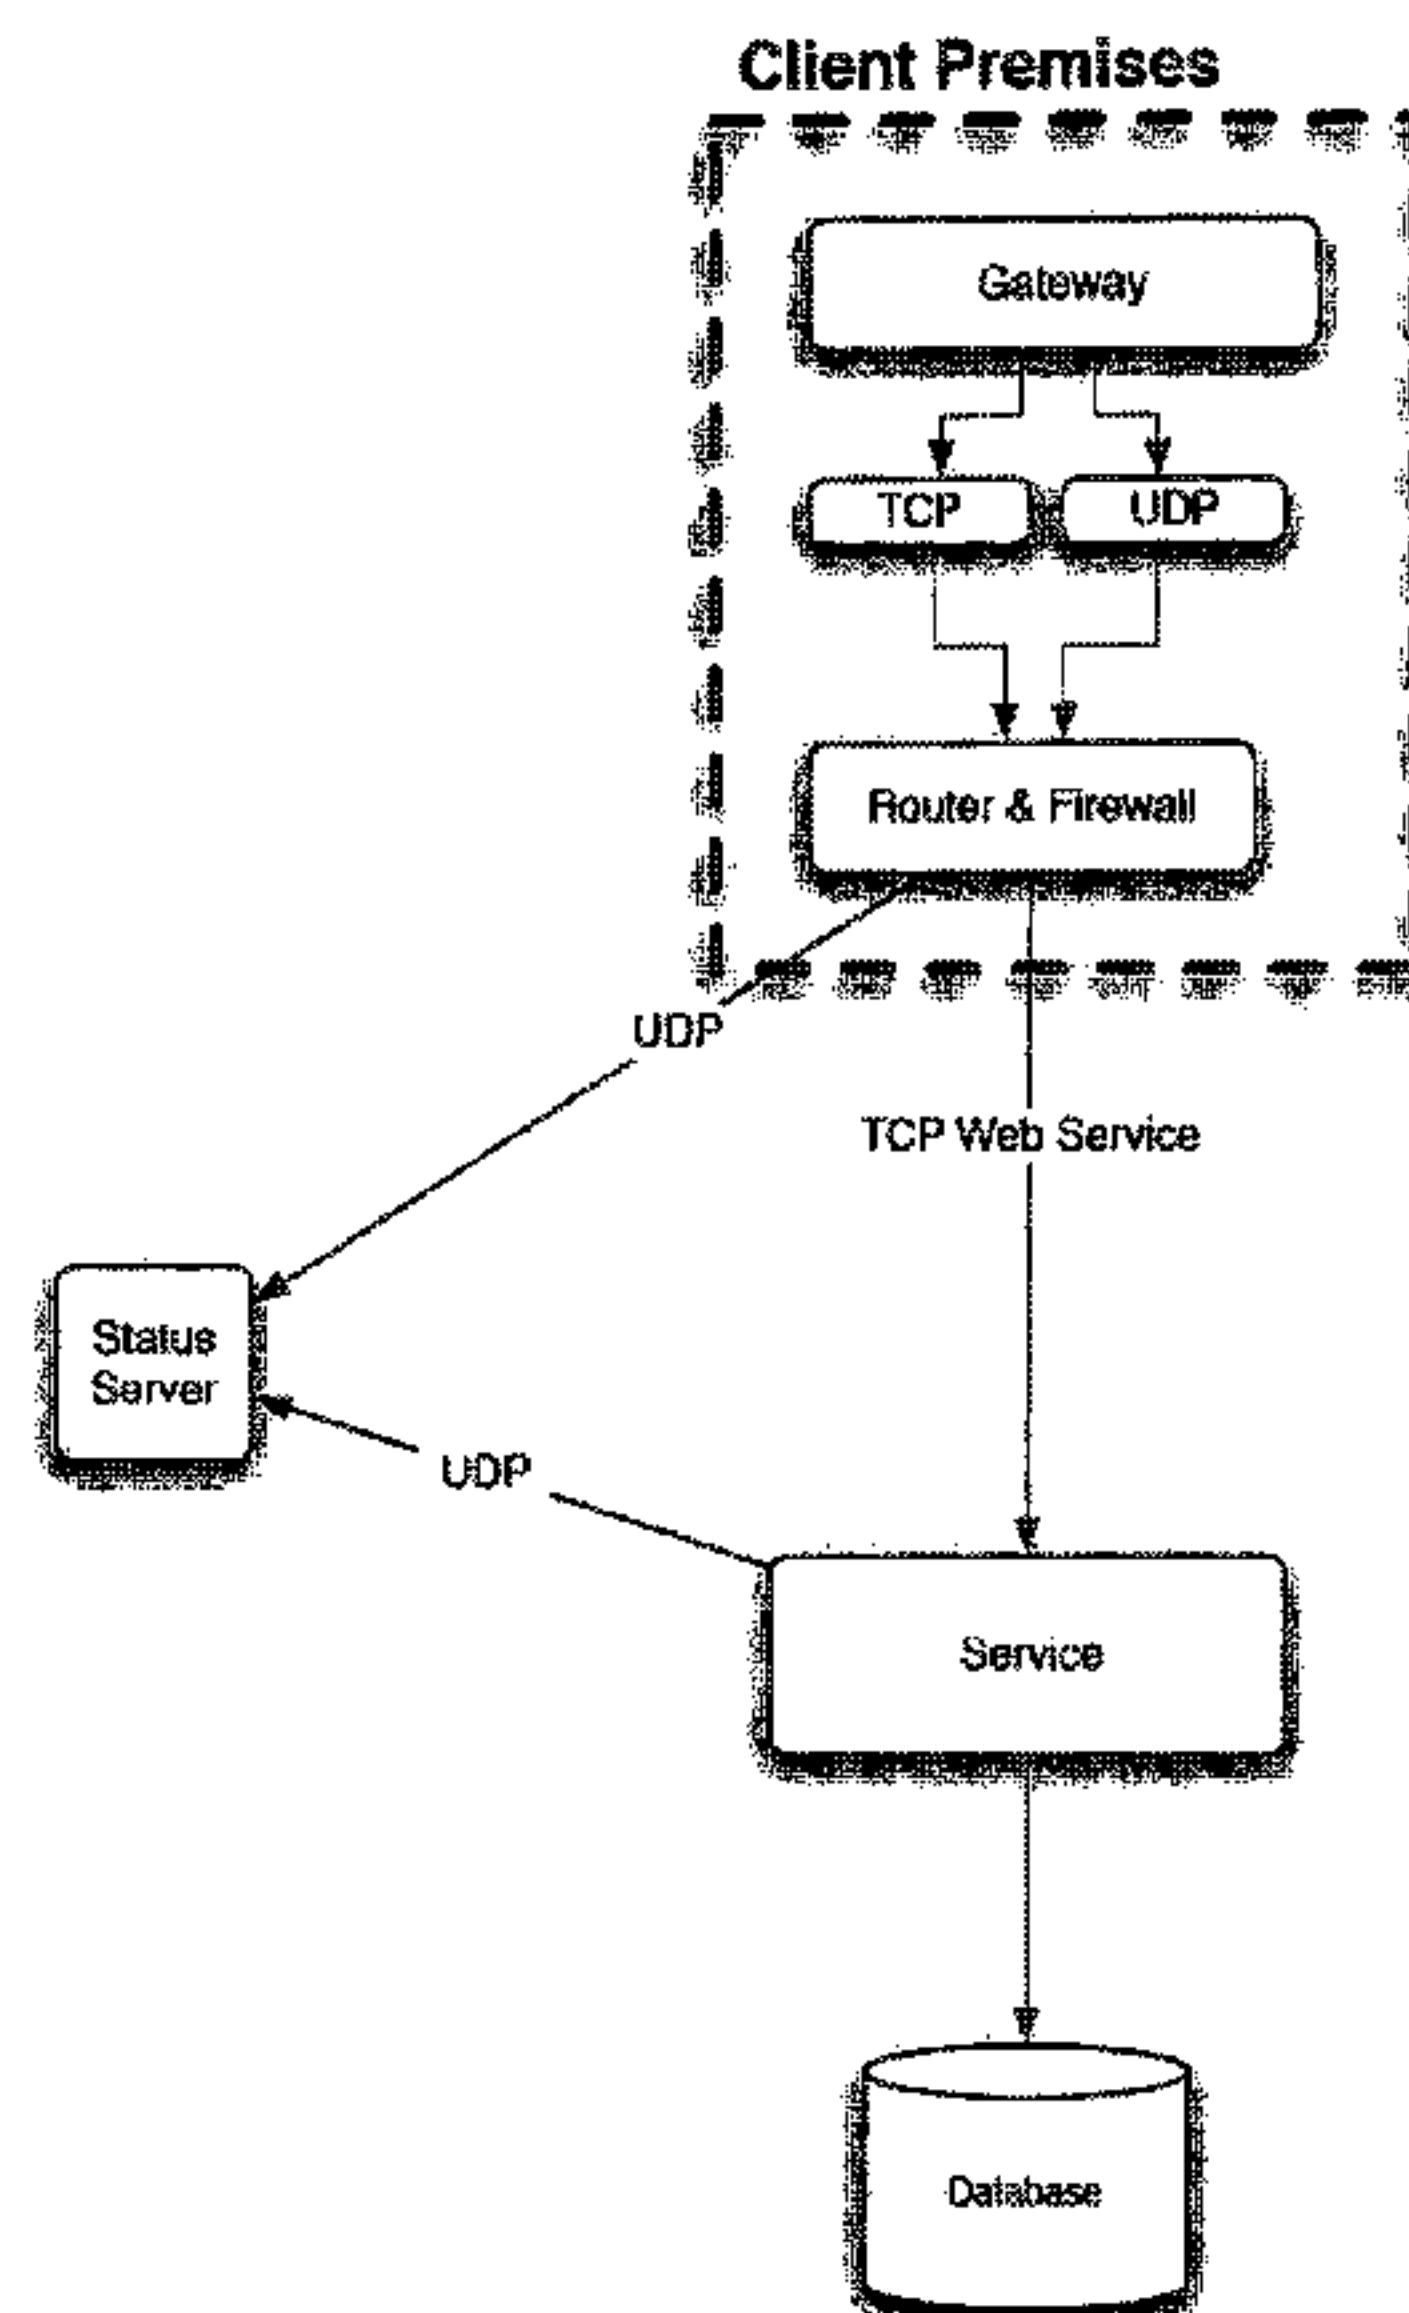 Client Premises
Gateway
TCP
UDP
Router & Firewall
UDP
TCP Web Service
Status
Server
UDP
Service
Database